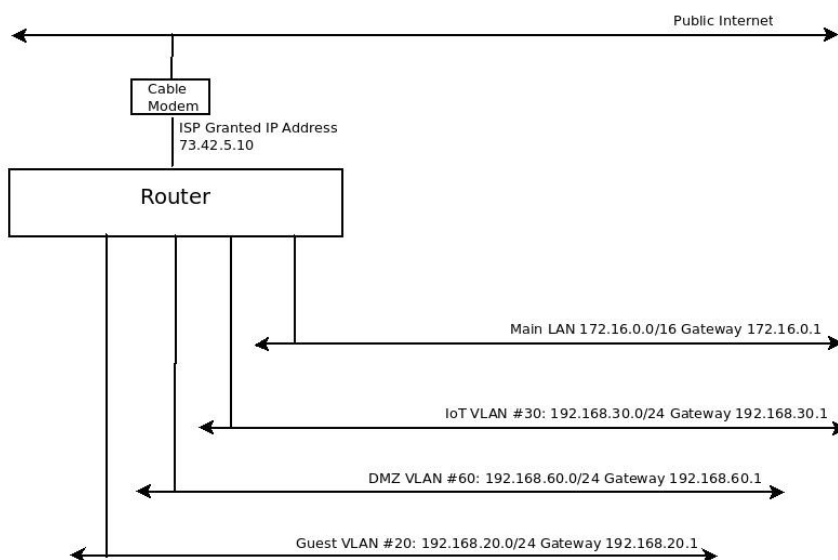 Public Internet
Cable
Modem
ISP Granted IP Address
73.42.5.10
Router
Main LAN 172.16.0.0/16 Gateway 172.16.0.1
IoT VLAN #30: 192.168.30.0/24 Gateway 192.168.30.1
DMZ VLAN #60: 192.168.60.0/24 Gateway 192.168.60.1
Guest VLAN #20: 192.168.20.0/24 Gateway 192.168.20.1